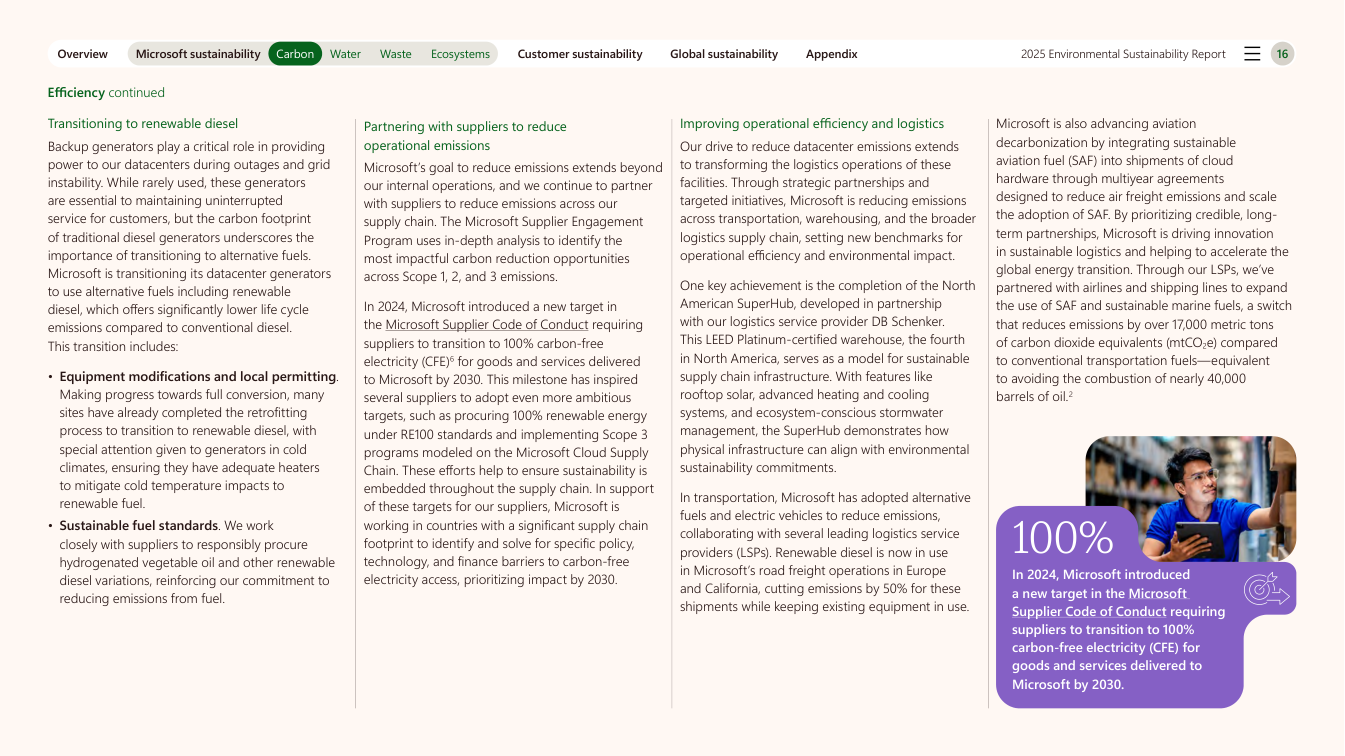 Overview
Microsoft sustainability
Carbon
Water
Waste
Ecosystems
Customer sustainability
Global sustainability
Appendix
2025 Environmental Sustainability Report
16
Efficiency continued
Transitioning to renewable diesel
Backup generators play a critical role in providing
power to our datacenters during outages and grid
instability. While rarely used, these generators
are essential to maintaining uninterrupted
service for customers, but the carbon footprint
of traditional diesel generators underscores the
importance of transitioning to alternative fuels.
Microsoft is transitioning its datacenter generators
to use alternative fuels including renewable
diesel, which offers significantly lower life cycle
emissions compared to conventional diesel.
This transition includes:
• Equipment modifications and local permitting.
Making progress towards full conversion, many
sites have already completed the retrofitting
process to transition to renewable diesel, with
special attention given to generators in cold
climates, ensuring they have adequate heaters
to mitigate cold temperature impacts to
renewable fuel.
• Sustainable fuel standards. We work
closely with suppliers to responsibly procure
hydrogenated vegetable oil and other renewable
diesel variations, reinforcing our commitment to
reducing emissions from fuel.
Partnering with suppliers to reduce
operational emissions
Microsoft's goal to reduce emissions extends beyond
our internal operations, and we continue to partner
with suppliers to reduce emissions across our
supply chain. The Microsoft Supplier Engagement
Program uses in-depth analysis to identify the
most impactful carbon reduction opportunities
across Scope 1, 2, and 3 emissions.
In 2024, Microsoft introduced a new target in
the Microsoft Supplier Code of Conduct requiring
suppliers to transition to 100% carbon-free
electricity (CFE)⁶ for goods and services delivered
to Microsoft by 2030. This milestone has inspired
several suppliers to adopt even more ambitious
targets, such as procuring 100% renewable energy
under RE100 standards and implementing Scope 3
programs modeled on the Microsoft Cloud Supply
Chain. These efforts help to ensure sustainability is
embedded throughout the supply chain. In support
of these targets for our suppliers, Microsoft is
working in countries with a significant supply chain
footprint to identify and solve for specific policy,
technology, and finance barriers to carbon-free
electricity access, prioritizing impact by 2030.
Improving operational efficiency and logistics
Our drive to reduce datacenter emissions extends
to transforming the logistics operations of these
facilities. Through strategic partnerships and
targeted initiatives, Microsoft is reducing emissions
across transportation, warehousing, and the broader
logistics supply chain, setting new benchmarks for
operational efficiency and environmental impact.
One key achievement is the completion of the North
American SuperHub, developed in partnership
with our logistics service provider DB Schenker.
This LEED Platinum-certified warehouse, the fourth
in North America, serves as a model for sustainable
supply chain infrastructure. With features like
rooftop solar, advanced heating and cooling
systems, and ecosystem-conscious stormwater
management, the SuperHub demonstrates how
physical infrastructure can align with environmental
sustainability commitments.
In transportation, Microsoft has adopted alternative
fuels and electric vehicles to reduce emissions,
collaborating with several leading logistics service
providers (LSPs). Renewable diesel is now in use
in Microsoft's road freight operations in Europe
and California, cutting emissions by 50% for these
shipments while keeping existing equipment in use.
Microsoft is also advancing aviation
decarbonization by integrating sustainable
aviation fuel (SAF) into shipments of cloud
hardware through multiyear agreements
designed to reduce air freight emissions and scale
the adoption of SAF. By prioritizing credible, long-
term partnerships, Microsoft is driving innovation
in sustainable logistics and helping to accelerate the
global energy transition. Through our LSPs, we've
partnered with airlines and shipping lines to expand
the use of SAF and sustainable marine fuels, a switch
that reduces emissions by over 17,000 metric tons
of carbon dioxide equivalents (mtCO₂e) compared
to conventional transportation fuels—equivalent
to avoiding the combustion of nearly 40,000
barrels of oil.²
100%
In 2024, Microsoft introduced
a new target in the Microsoft
Supplier Code of Conduct requiring
suppliers to transition to 100%
carbon-free electricity (CFE) for
goods and services delivered to
Microsoft by 2030.